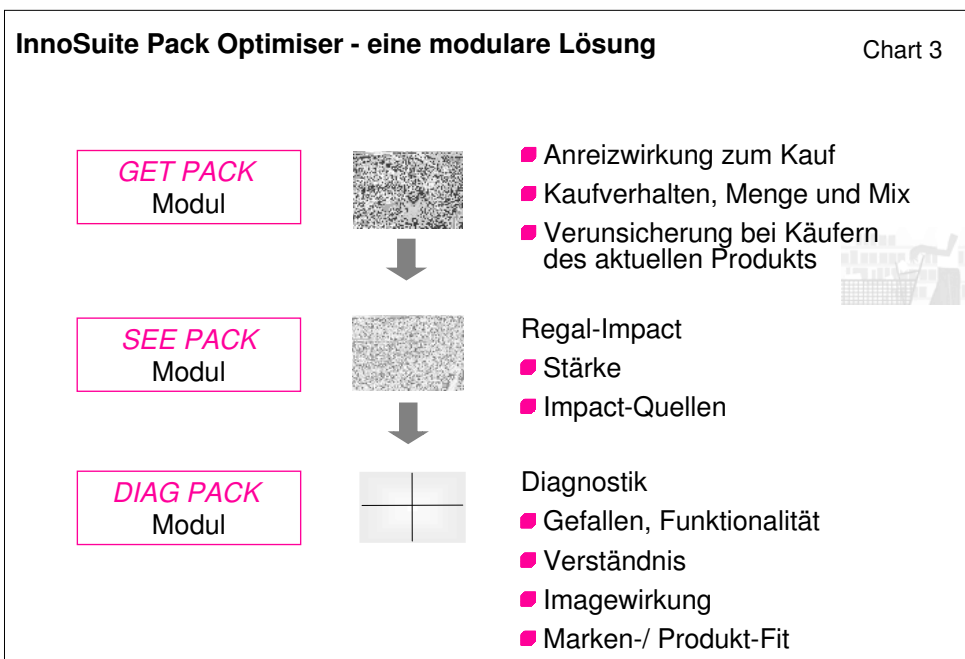 InnoSuite Pack Optimiser - eine modulare Lösung
Chart 3
GET PACK
Modul
Anreizwirkung zum Kauf
Kaufverhalten, Menge und Mix
Verunsicherung bei Käufern
des aktuellen Produkts
SEE PACK
Modul
Regal-Impact
Stärke
Impact-Quellen
DIAG PACK
Modul
Diagnostik
Gefallen, Funktionalität
Verständnis
Imagewirkung
Marken-/ Produkt-Fit